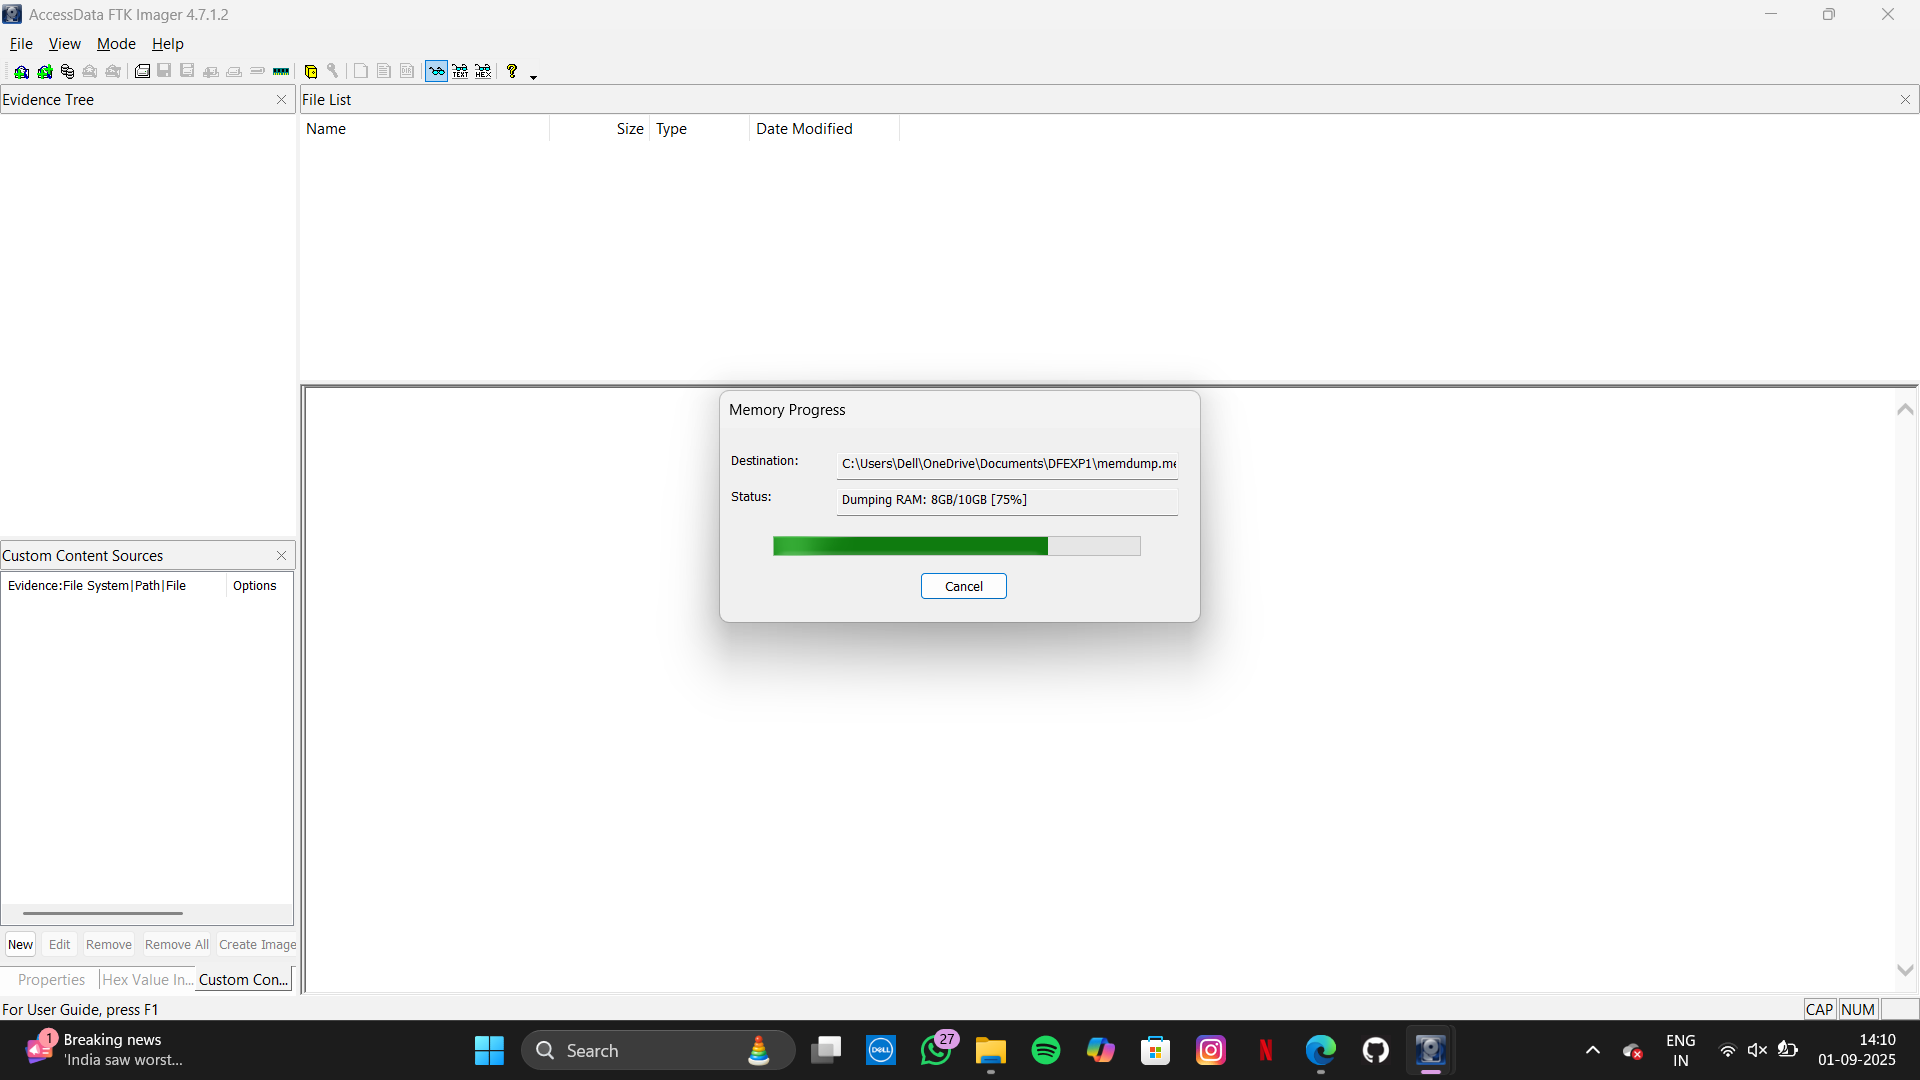 AccessData FTK Imager 4.7.1.2
File View Mode Help
TEXT HEX
Evidence Tree
File List
Name Size Type Date Modified
Memory Progress
Destination: C:\Users\Dell\OneDrive\Documents\DFEXP1\memdump.me
Status: Dumping RAM: 8GB/10GB [75%]
Cancel
Custom Content Sources
Evidence:File System|Path|File Options
New Edit Remove Remove All Create Image
Properties Hex Value In... Custom Con...
For User Guide, press F1
CAP NUM
1
Breaking news
'India saw worst...
Search
DELL
27
N
ENG
IN
14:10
01-09-2025